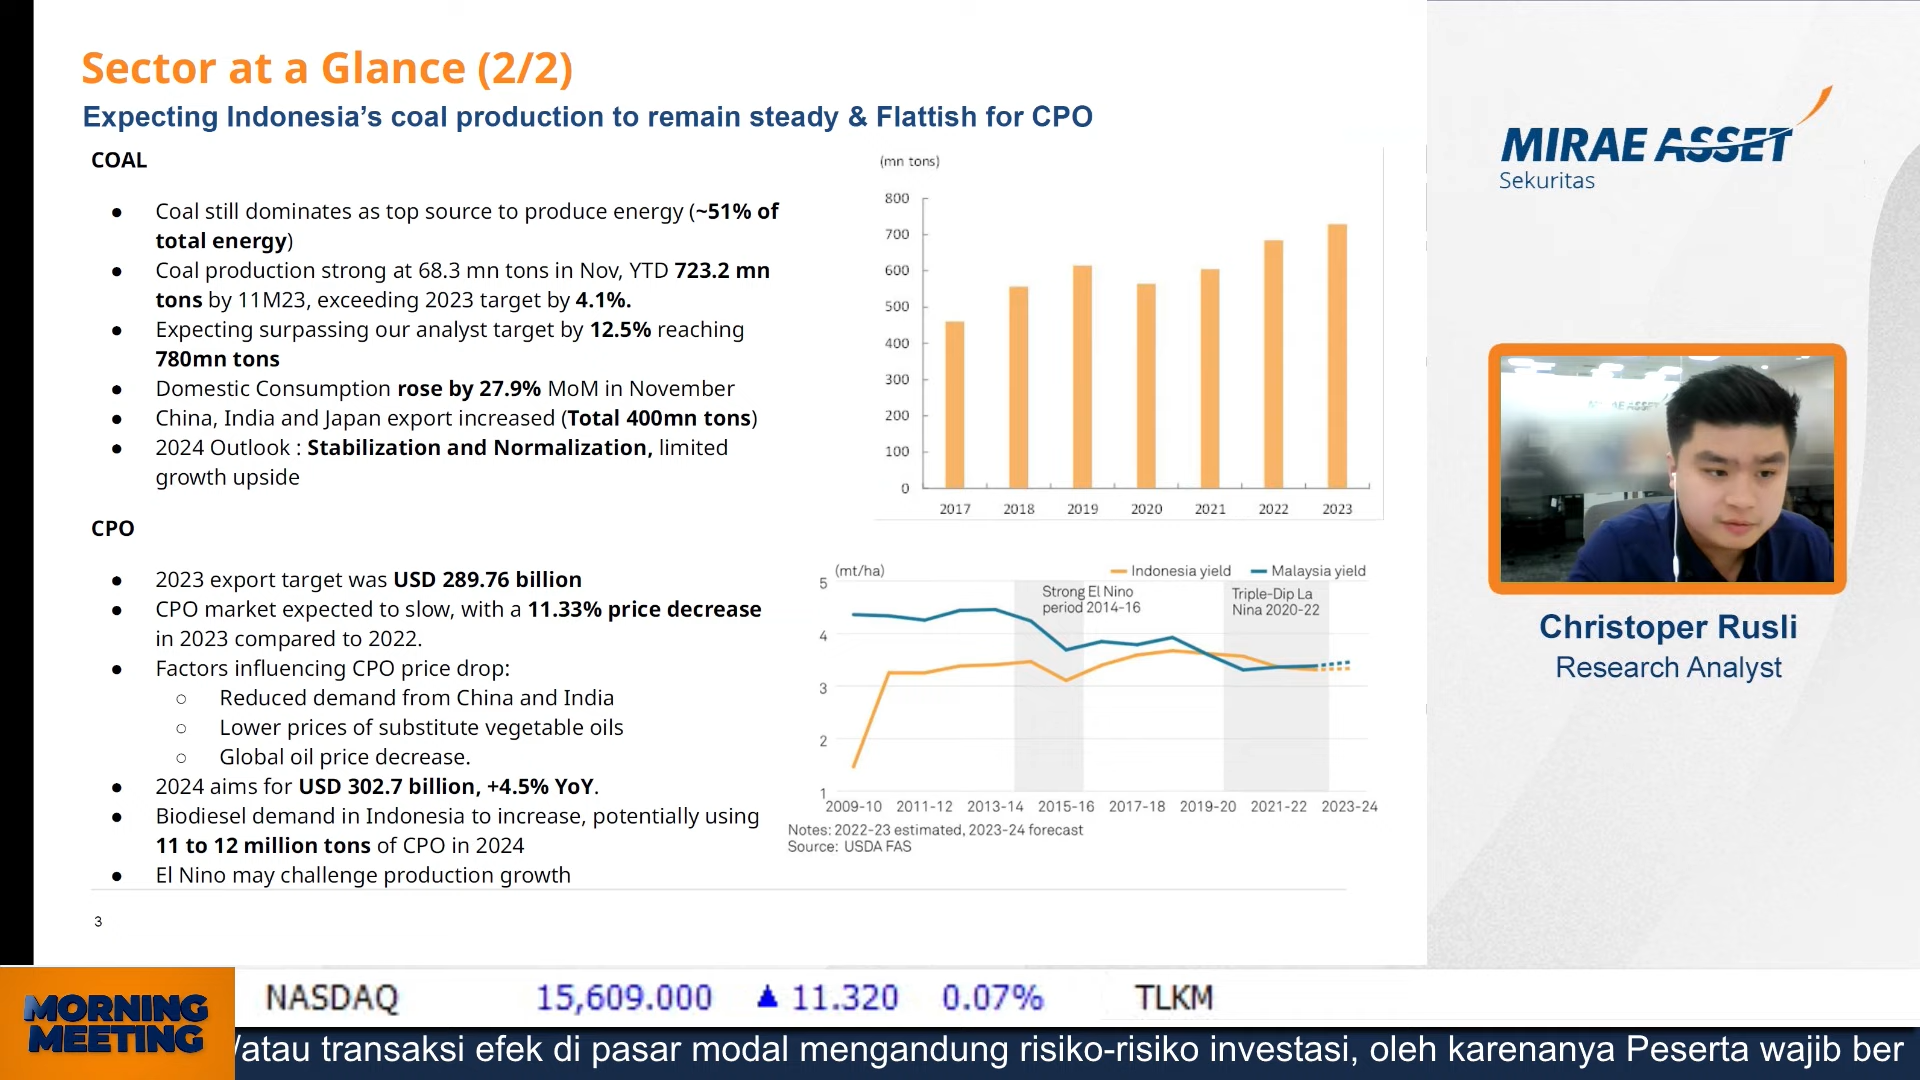 Sector at a Glance (2/2)
Expecting Indonesia’s coal production to remain steady & Flattish for CPO
COAL
● Coal still dominates as top source to produce energy (~51% of
total energy)
● Coal production strong at 68.3 mn tons in Nov, YTD 723.2 mn
tons by 11M23, exceeding 2023 target by 4.1%.
● Expecting surpassing our analyst target by 12.5% reaching
780mn tons
● Domestic Consumption rose by 27.9% MoM in November
● China, India and Japan export increased (Total 400mn tons)
● 2024 Outlook : Stabilization and Normalization, limited
growth upside
CPO
● 2023 export target was USD 289.76 billion
● CPO market expected to slow, with a 11.33% price decrease
in 2023 compared to 2022.
● Factors influencing CPO price drop:
○ Reduced demand from China and India
○ Lower prices of substitute vegetable oils
○ Global oil price decrease.
● 2024 aims for USD 302.7 billion, +4.5% YoY.
● Biodiesel demand in Indonesia to increase, potentially using
11 to 12 million tons of CPO in 2024
● El Nino may challenge production growth
3
(mn tons)
800
700
600
500
400
300
200
100
0
2017 2018 2019 2020 2021 2022 2023
(mt/ha)
Indonesia yield Malaysia yield
Strong El Nino
period 2014-16
Triple-Dip La
Nina 2020-22
5
4
3
2
1
2009-10 2011-12 2013-14 2015-16 2017-18 2019-20 2021-22 2023-24
Notes: 2022-23 estimated, 2023-24 forecast
Source: USDA FAS
MIRAE ASSET
Sekuritas
MIRAE ASSET
Christoper Rusli
Research Analyst
MORNING
MEETING
NASDAQ 15,609.000 ▲ 11.320 0.07% TLKM
/atau transaksi efek di pasar modal mengandung risiko-risiko investasi, oleh karenanya Peserta wajib ber